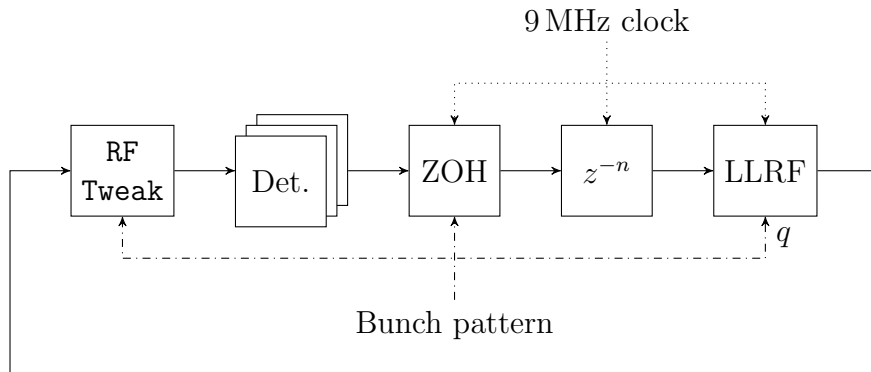 9 MHz clock
RF
Tweak
Det.
ZOH
z⁻ⁿ
LLRF
q
Bunch pattern